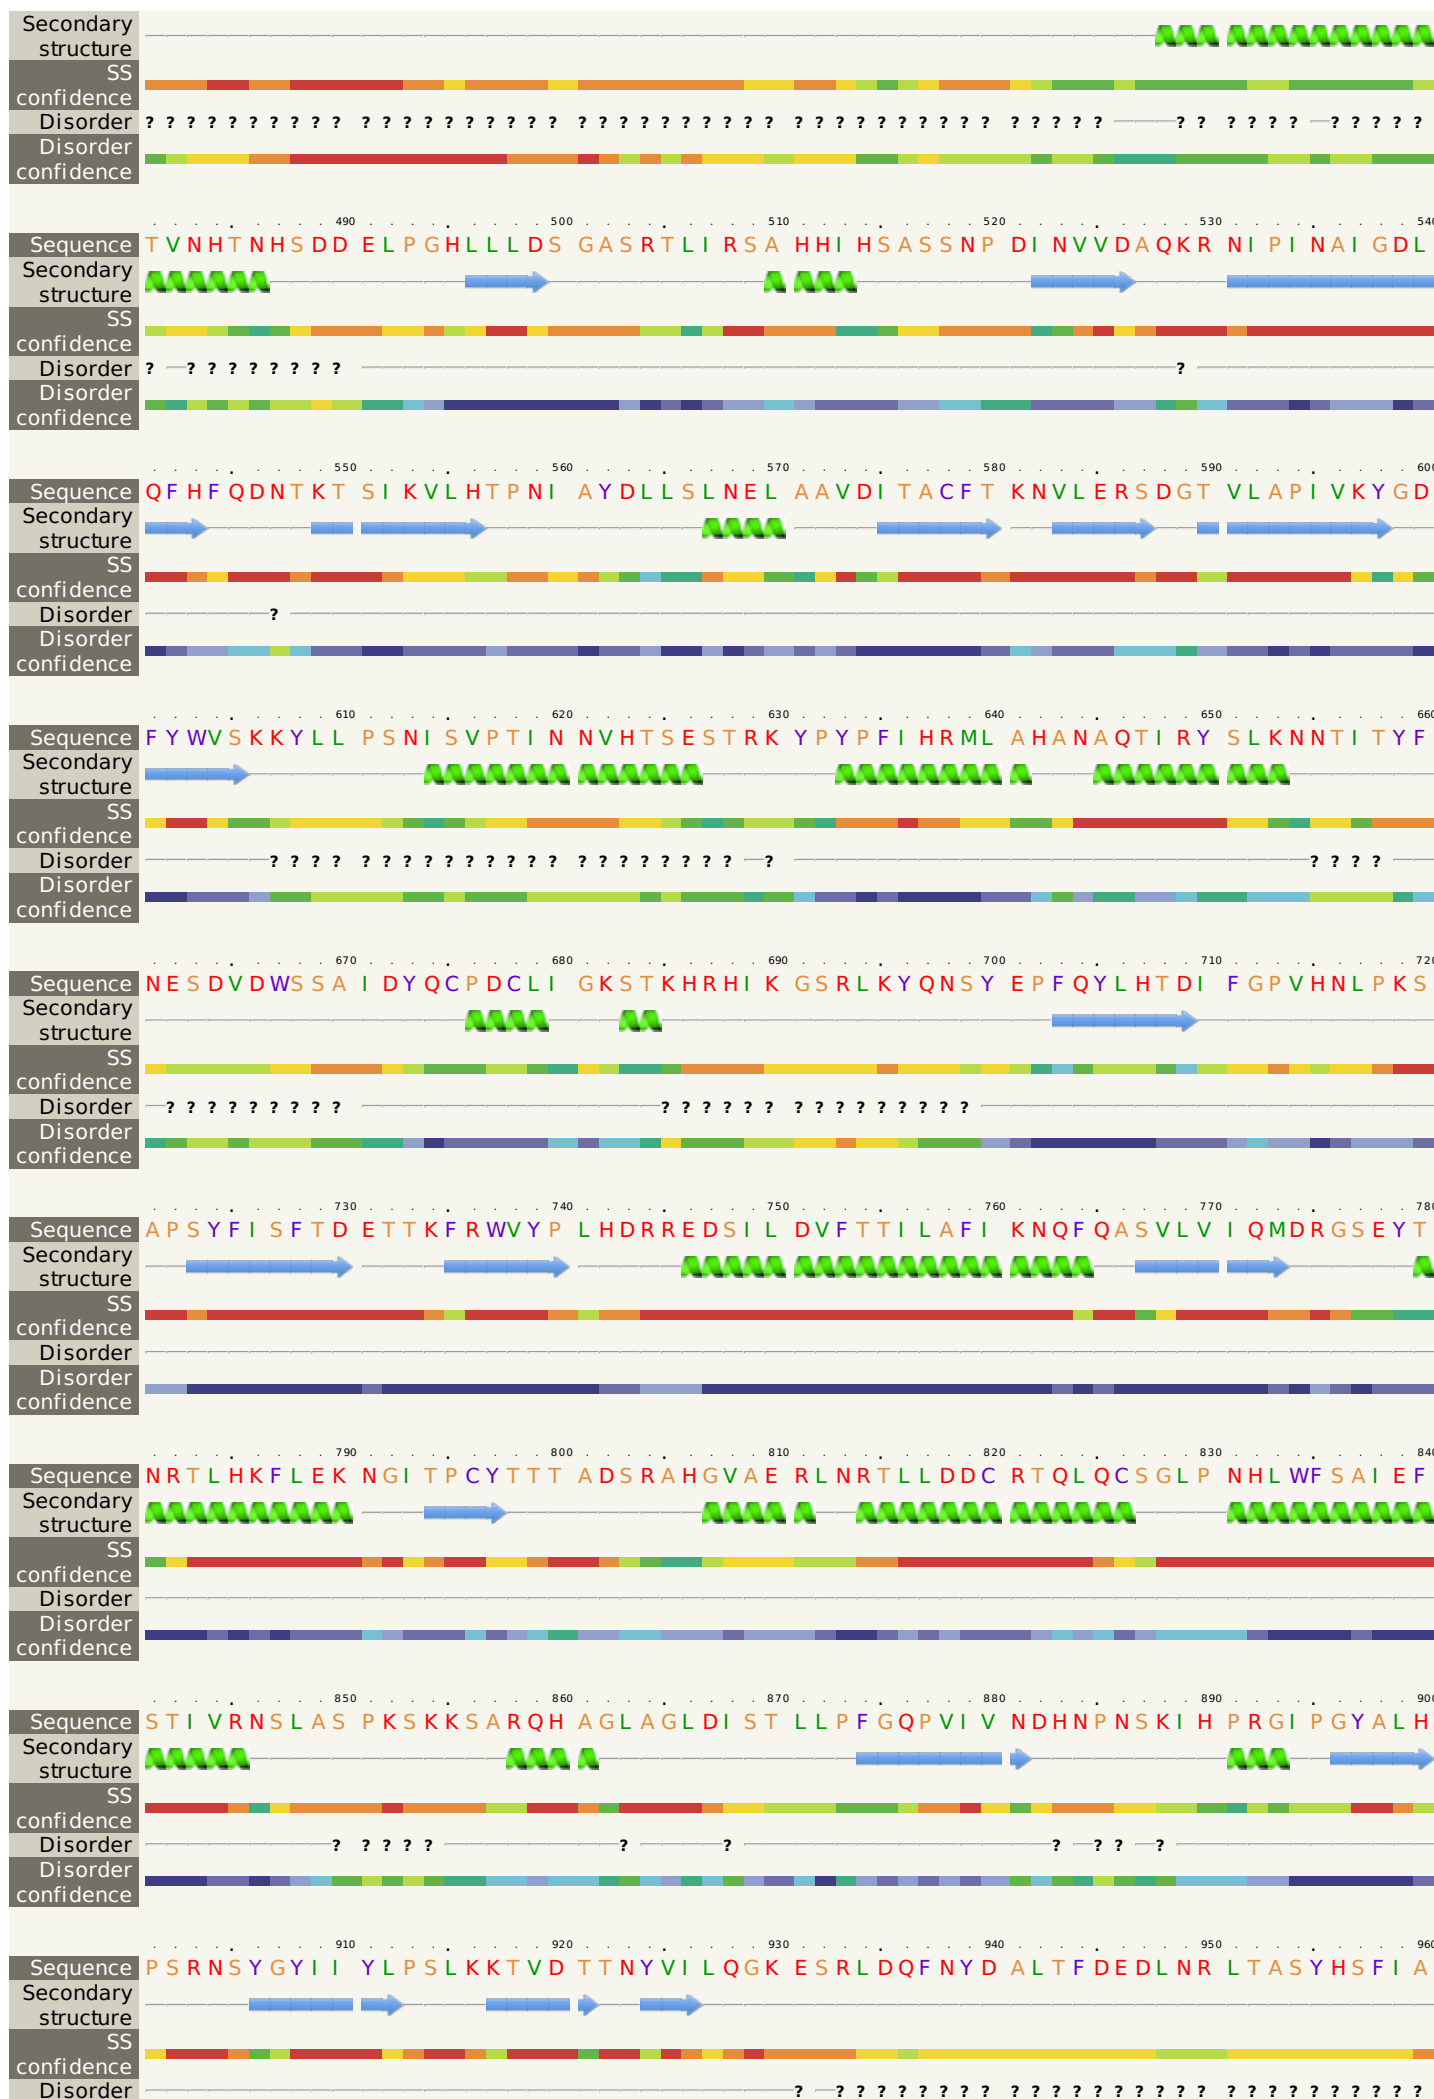 Secondary
structure
SS
confidence
Disorder ? ? ? ? ? ? ? ? ? ? ? ? ? ? ? ? ? ? ? ? ? ? ? ? ? ? ? ? ? ? ? ? ? ? ? ? ? ? ? ? ? ? ? ? ? ? ? ? ? ? ? ? ? ? ? ?
Disorder
confidence
490 500 510 520 530 540
Sequence TVNHTNHSDD ELPGHLLLDS GASRTLIRSA HHIHSASSNP DINVVDAQKR NIPINAIGDL
Secondary
structure
SS
confidence
Disorder ? ? ? ? ? ? ? ? ? ?
Disorder
confidence
550 560 570 580 590 600
Sequence QFHFQDNTKT SIKVLHTPNI AYDLLSLNEL AAVDITACFT KNVLERSDGT VLAPIVKYGD
Secondary
structure
SS
confidence
Disorder ?
Disorder
confidence
610 620 630 640 650 660
Sequence FYWVSKKYLL PSNISVPTIN NVHTSESTRK YPYPFIHRML AHANAQTIRY SLKNNTITYF
Secondary
structure
SS
confidence
Disorder ? ? ? ? ? ? ? ? ? ? ? ? ? ? ? ? ? ? ? ? ? ? ? ? ? ? ?
Disorder
confidence
670 680 690 700 710 720
Sequence NESDVDWSSA IDYQCPDCLI GKSTKHRHIK GSRLKYQNSY EPFQYLHTDI FGPVHNLPKS
Secondary
structure
SS
confidence
Disorder ? ? ? ? ? ? ? ? ? ? ? ? ? ? ? ? ? ? ? ? ? ? ? ?
Disorder
confidence
730 740 750 760 770 780
Sequence APSYFISFTD ETTKFRWVYP LHDRREDSIL DVFTTILAFI KNQFQASVLV IQMDRGSEYT
Secondary
structure
SS
confidence
Disorder
Disorder
confidence
790 800 810 820 830 840
Sequence NRTLHKFLEK NGITPCYTTT ADSRAHGVAE RLNRTLLDDC RTQLQCSGLP NHLWFSAIEF
Secondary
structure
SS
confidence
Disorder
Disorder
confidence
850 860 870 880 890 900
Sequence STIVRNSLAS PKSKKSARQH AGLAGLDIST LLPFGQPVIV NDHNPNSKIH PRGIPGYALH
Secondary
structure
SS
confidence
Disorder ? ? ? ? ? ? ? ? ? ? ?
Disorder
confidence
910 920 930 940 950 960
Sequence PSRNSYGYII YLPSLKKTVD TTNYVILQGK ESRLDQFNYD ALTFDEDLNR LTASYHSFIA
Secondary
structure
SS
confidence
Disorder ? ? ? ? ? ? ? ? ? ? ? ? ? ? ? ? ? ? ? ? ? ? ? ? ? ? ? ? ?